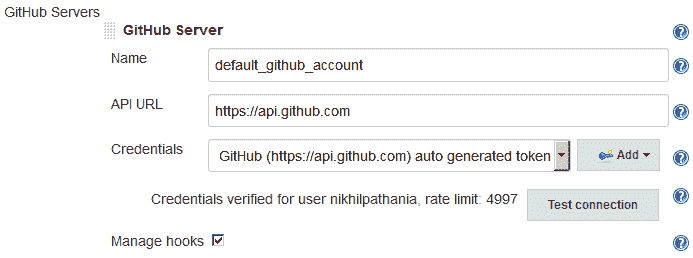 GitHub Servers
GitHub Server
Name
default_github_account
API URL
https://api.github.com
Credentials
GitHub (https://api.github.com) auto generated token
Add
Credentials verified for user nikhilpathania, rate limit: 4997
Test connection
Manage hooks